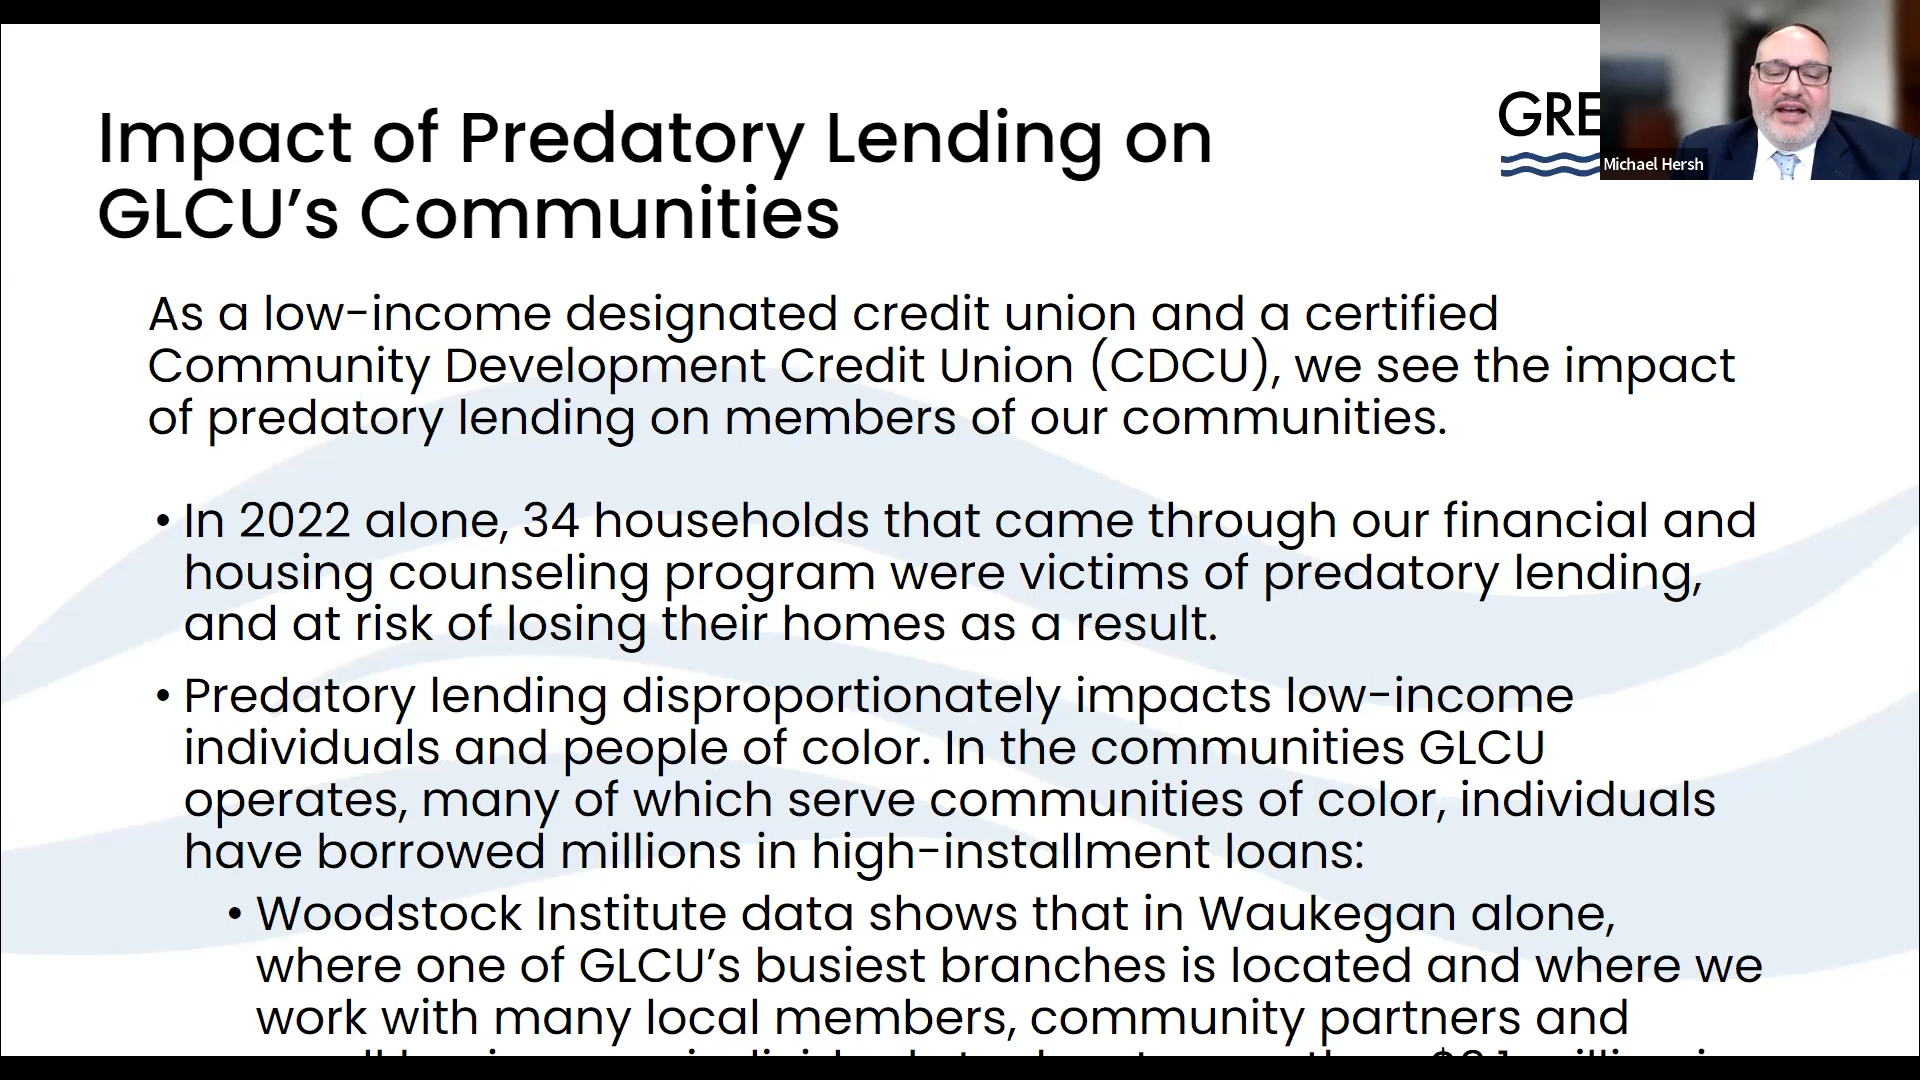 Impact of Predatory Lending on
GLCU’s Communities
GRE
Michael Hersh
As a low-income designated credit union and a certified
Community Development Credit Union (CDCU), we see the impact
of predatory lending on members of our communities.
• In 2022 alone, 34 households that came through our financial and
housing counseling program were victims of predatory lending,
and at risk of losing their homes as a result.
• Predatory lending disproportionately impacts low-income
individuals and people of color. In the communities GLCU
operates, many of which serve communities of color, individuals
have borrowed millions in high-installment loans:
• Woodstock Institute data shows that in Waukegan alone,
where one of GLCU’s busiest branches is located and where we
work with many local members, community partners and